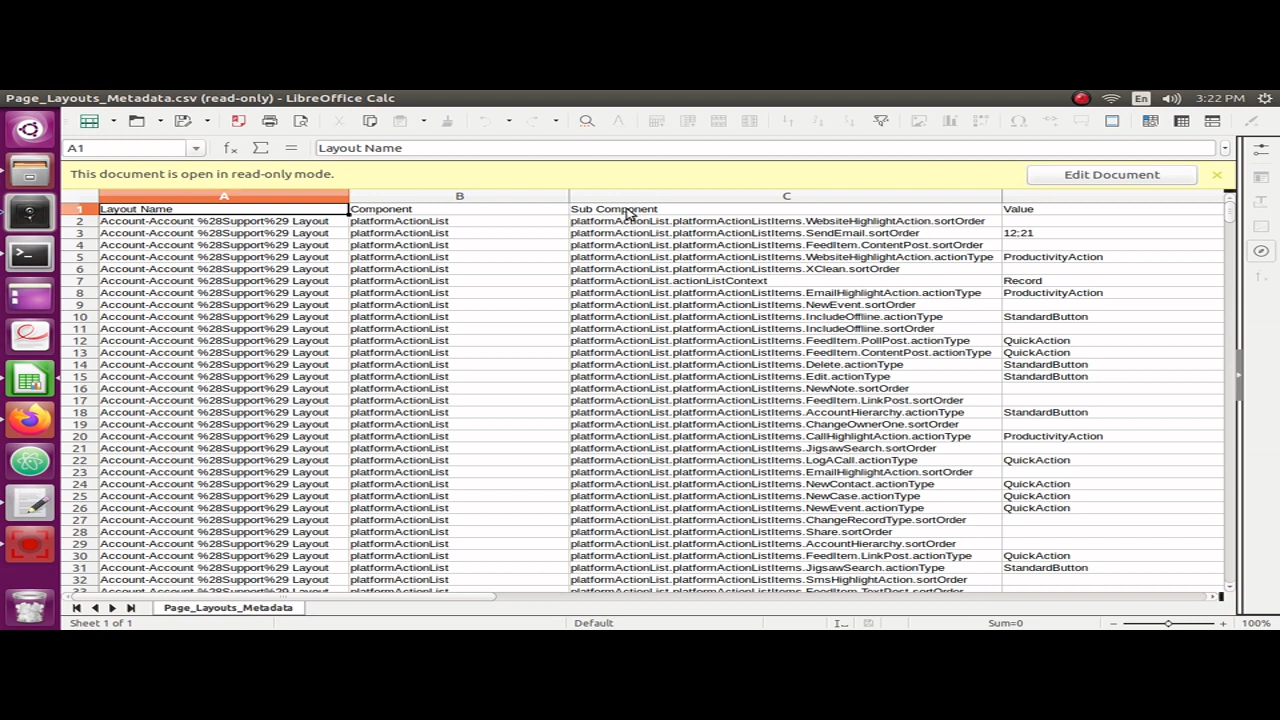 Page_Layouts_Metadata.csv (read-only) - LibreOffice Calc En 3:22 PM
A1 Layout Name
This document is open in read-only mode. Edit Document
A B C
1 Layout Name Component Sub Component Value
2 Account-Account %28Support%29 Layout platformActionList platformActionList.platformActionListItems.WebsiteHighlightAction.sortOrder
3 Account-Account %28Support%29 Layout platformActionList platformActionList.platformActionListItems.SendEmail.sortOrder 12;21
4 Account-Account %28Support%29 Layout platformActionList platformActionList.platformActionListItems.FeedItem.ContentPost.sortOrder
5 Account-Account %28Support%29 Layout platformActionList platformActionList.platformActionListItems.WebsiteHighlightAction.actionType ProductivityAction
6 Account-Account %28Support%29 Layout platformActionList platformActionList.platformActionListItems.XClean.sortOrder
7 Account-Account %28Support%29 Layout platformActionList platformActionList.actionListContext Record
8 Account-Account %28Support%29 Layout platformActionList platformActionList.platformActionListItems.EmailHighlightAction.actionType ProductivityAction
9 Account-Account %28Support%29 Layout platformActionList platformActionList.platformActionListItems.NewEvent.sortOrder
10 Account-Account %28Support%29 Layout platformActionList platformActionList.platformActionListItems.IncludeOffline.actionType StandardButton
11 Account-Account %28Support%29 Layout platformActionList platformActionList.platformActionListItems.IncludeOffline.sortOrder
12 Account-Account %28Support%29 Layout platformActionList platformActionList.platformActionListItems.FeedItem.PollPost.actionType QuickAction
13 Account-Account %28Support%29 Layout platformActionList platformActionList.platformActionListItems.FeedItem.ContentPost.actionType QuickAction
14 Account-Account %28Support%29 Layout platformActionList platformActionList.platformActionListItems.Delete.actionType StandardButton
15 Account-Account %28Support%29 Layout platformActionList platformActionList.platformActionListItems.Edit.actionType StandardButton
16 Account-Account %28Support%29 Layout platformActionList platformActionList.platformActionListItems.NewNote.sortOrder
17 Account-Account %28Support%29 Layout platformActionList platformActionList.platformActionListItems.FeedItem.LinkPost.sortOrder
18 Account-Account %28Support%29 Layout platformActionList platformActionList.platformActionListItems.AccountHierarchy.actionType StandardButton
19 Account-Account %28Support%29 Layout platformActionList platformActionList.platformActionListItems.ChangeOwnerOne.sortOrder
20 Account-Account %28Support%29 Layout platformActionList platformActionList.platformActionListItems.CallHighlightAction.actionType ProductivityAction
21 Account-Account %28Support%29 Layout platformActionList platformActionList.platformActionListItems.JigsawSearch.sortOrder
22 Account-Account %28Support%29 Layout platformActionList platformActionList.platformActionListItems.LogACall.actionType QuickAction
23 Account-Account %28Support%29 Layout platformActionList platformActionList.platformActionListItems.EmailHighlightAction.sortOrder
24 Account-Account %28Support%29 Layout platformActionList platformActionList.platformActionListItems.NewContact.actionType QuickAction
25 Account-Account %28Support%29 Layout platformActionList platformActionList.platformActionListItems.NewCase.actionType QuickAction
26 Account-Account %28Support%29 Layout platformActionList platformActionList.platformActionListItems.NewEvent.actionType QuickAction
27 Account-Account %28Support%29 Layout platformActionList platformActionList.platformActionListItems.ChangeRecordType.sortOrder
28 Account-Account %28Support%29 Layout platformActionList platformActionList.platformActionListItems.Share.sortOrder
29 Account-Account %28Support%29 Layout platformActionList platformActionList.platformActionListItems.AccountHierarchy.sortOrder
30 Account-Account %28Support%29 Layout platformActionList platformActionList.platformActionListItems.FeedItem.LinkPost.actionType QuickAction
31 Account-Account %28Support%29 Layout platformActionList platformActionList.platformActionListItems.JigsawSearch.actionType StandardButton
32 Account-Account %28Support%29 Layout platformActionList platformActionList.platformActionListItems.SmsHighlightAction.sortOrder
33 Account-Account %28Support%29 Layout platformActionList platformActionList.platformActionListItems.FeedItem.TextPost.sortOrder
Page_Layouts_Metadata
Sheet 1 of 1 Default Sum=0 100%